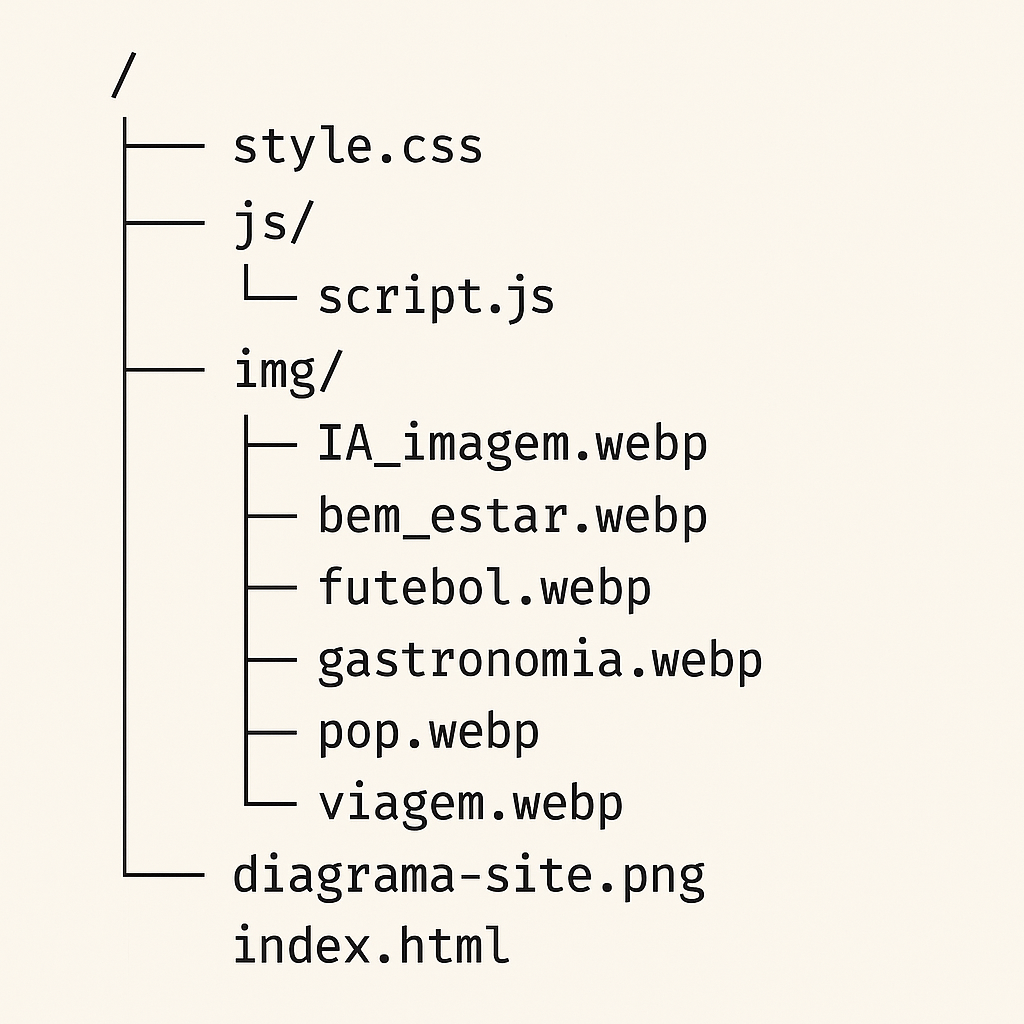 /
style.css
js/
script.js
img/
IA_imagem.webp
bem_estar.webp
futebol.webp
gastronomia.webp
pop.webp
viagem.webp
diagrama-site.png
index.html